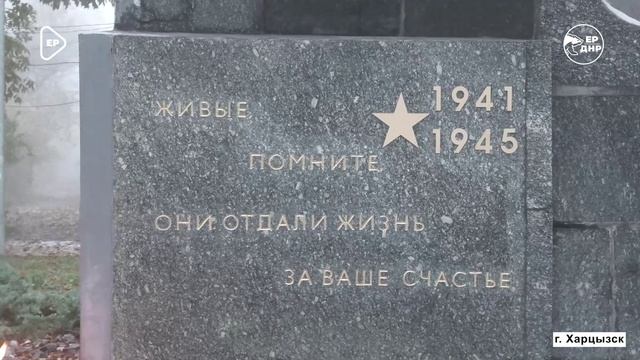 ЕР
ЕР
ДНР
1941
1945
ЖИВЫЕ,
ПОМНИТЕ,
ОНИ ОТДАЛИ ЖИЗНЬ
ЗА ВАШЕ СЧАСТЬЕ
г. Харцызск